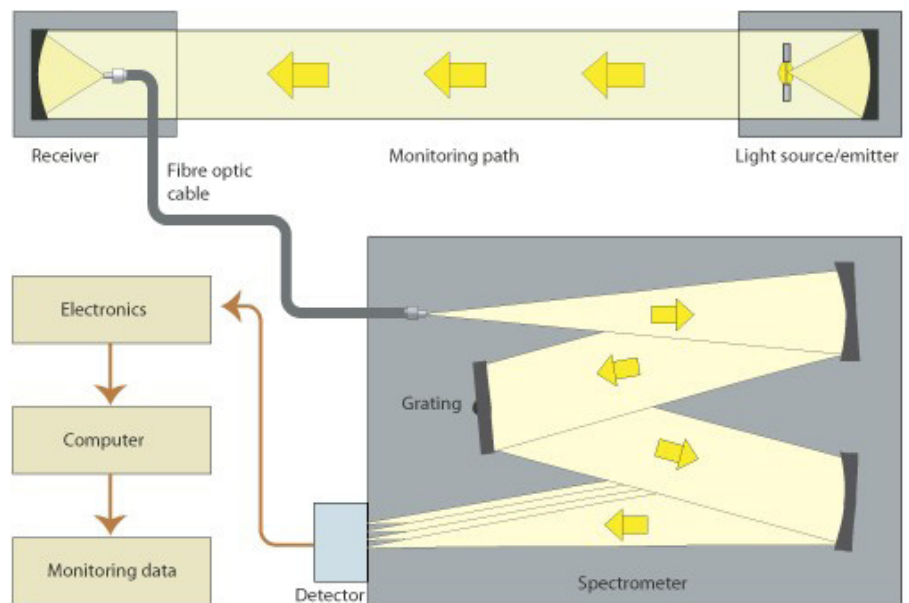 Receiver
Monitoring path
Light source/emitter
Fibre optic
cable
Electronics
Grating
Computer
Monitoring data
Detector
Spectrometer